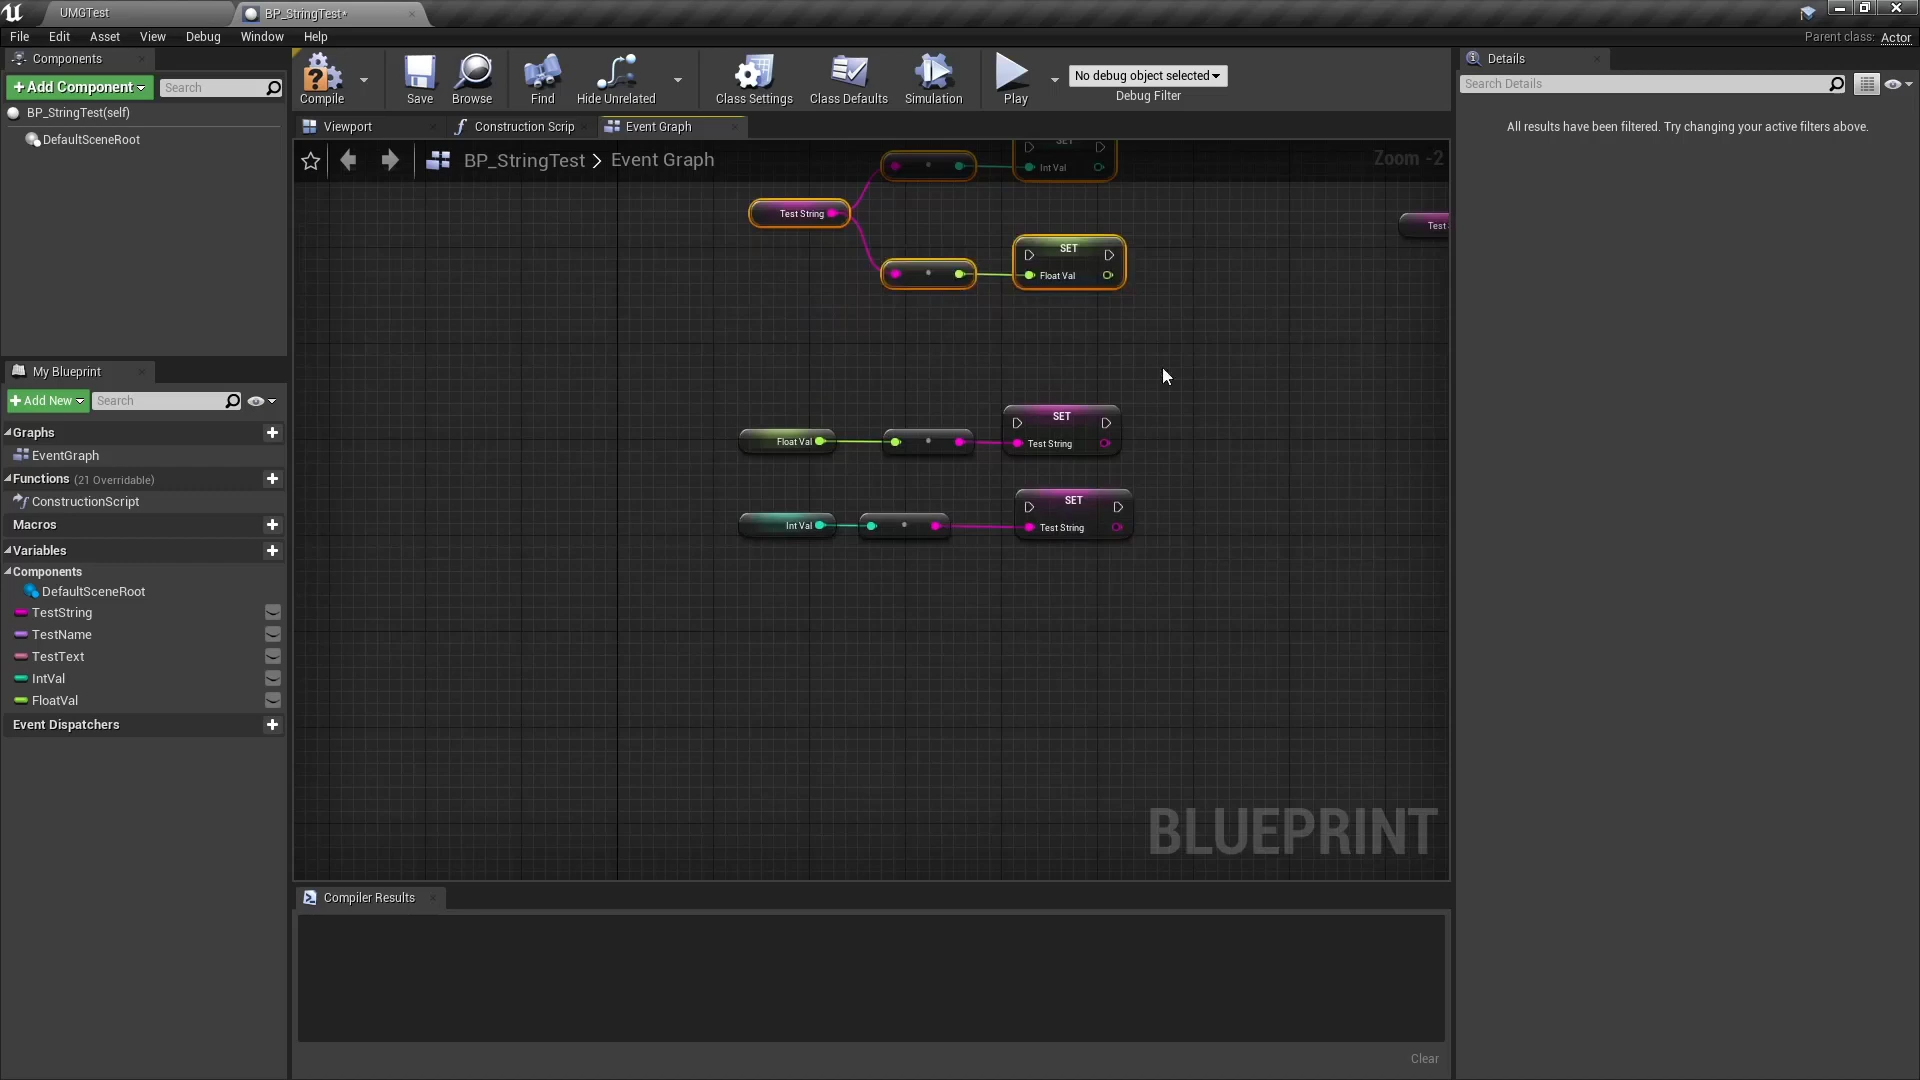 UMGTest
BP_StringTest*
File Edit Asset View Debug Window Help
Parent class: Actor
Components
+Add Component
Search
BP_StringTest(self)
DefaultSceneRoot
Compile
Save
Browse
Find
Hide Unrelated
Class Settings
Class Defaults
Simulation
Play
No debug object selected
Debug Filter
Viewport
Construction Scrip
Event Graph
BP_StringTest > Event Graph
Zoom -2
SET
Int Val
Test String
SET
Float Val
Test
Float Val
SET
Test String
Int Val
SET
Test String
BLUEPRINT
My Blueprint
+Add New
Search
Graphs
EventGraph
Functions (21 Overridable)
ConstructionScript
Macros
Variables
Components
DefaultSceneRoot
TestString
TestName
TestText
IntVal
FloatVal
Event Dispatchers
Compiler Results
Clear
Details
Search Details
All results have been filtered. Try changing your active filters above.